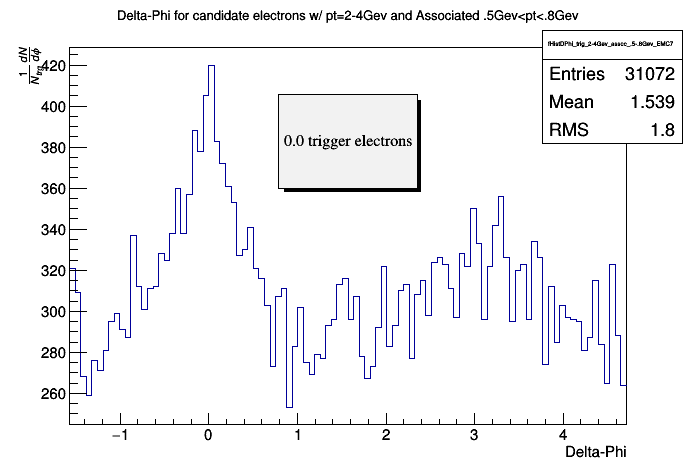 Delta-Phi for candidate electrons w/ pt=2-4Gev and Associated .5Gev<pt<.8Gev
fHistDPhi_trig_2-4Gev_assoc_.5-.8Gev_EMC7
Entries 31072
Mean 1.539
RMS 1.8
1/N_trig dN/dϕ
420
400
380
360
340
320
300
280
260
0.0 trigger electrons
−1 0 1 2 3 4
Delta-Phi